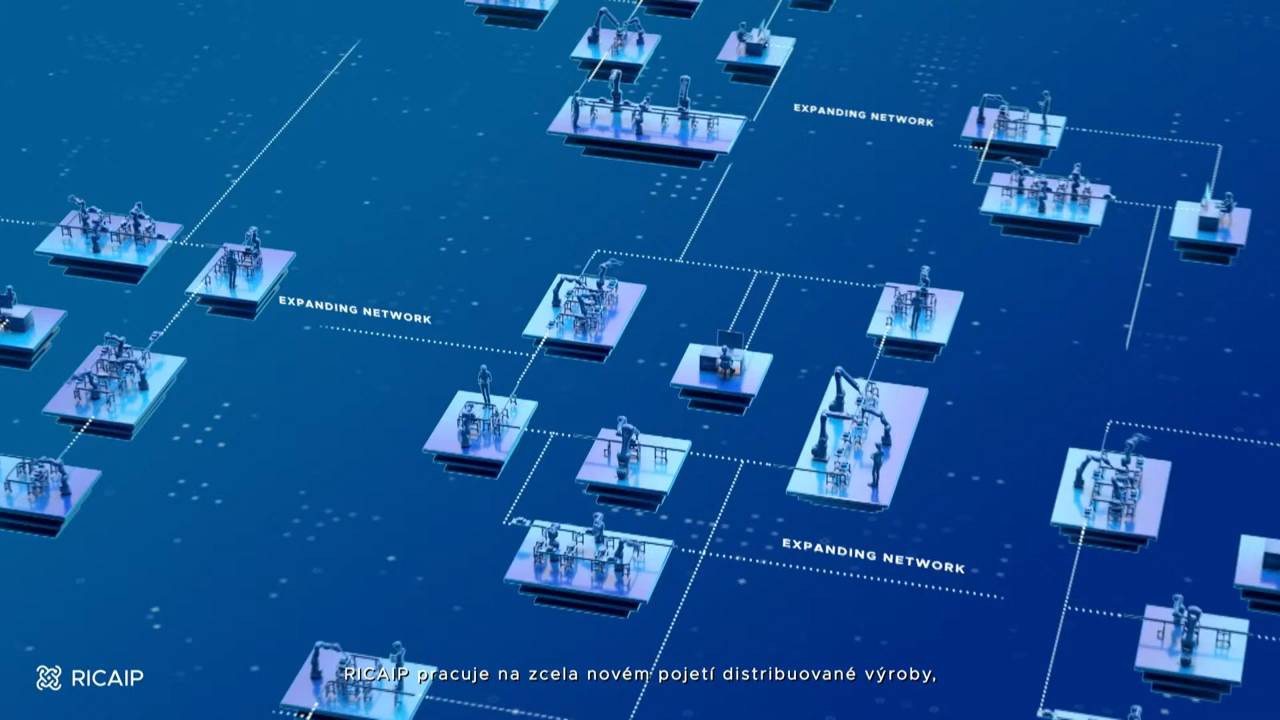 EXPANDING NETWORK
EXPANDING NETWORK
EXPANDING NETWORK
RICAIP
RICAIP pracuje na zcela novém pojetí distribuované výroby,